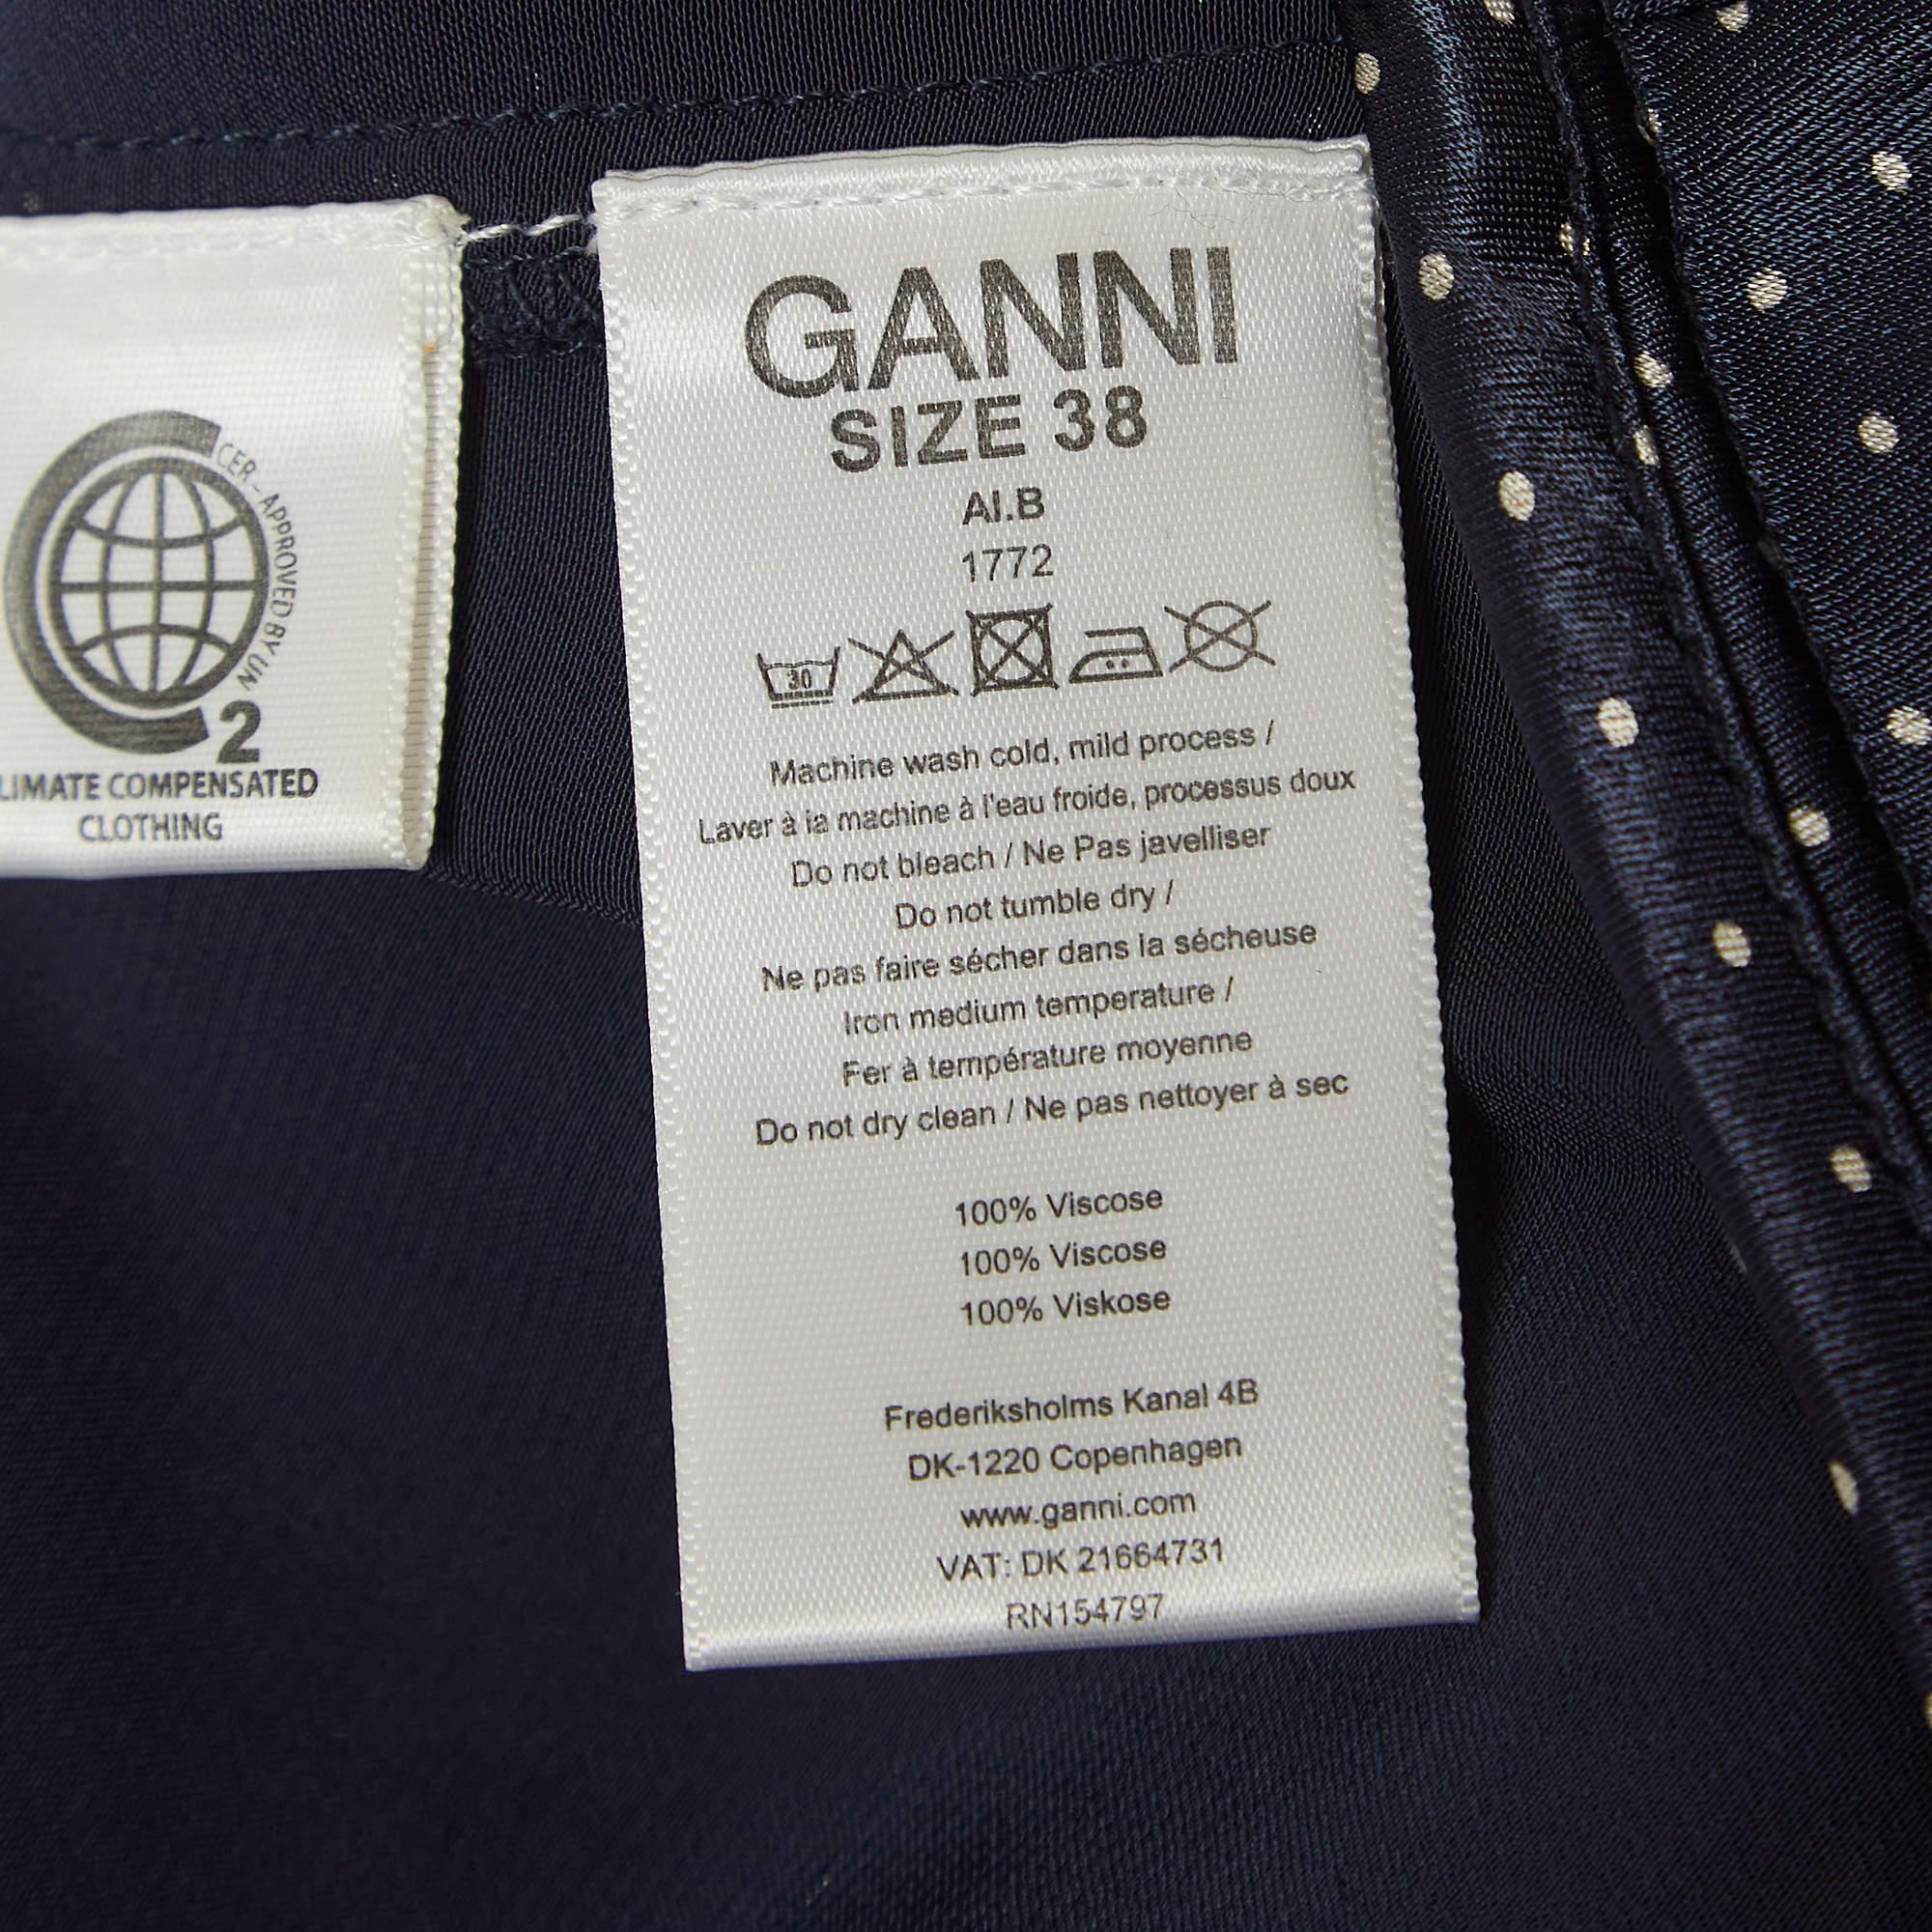 CER - APPROVED BY UN
2
LIMATE COMPENSATED
CLOTHING
GANNI
SIZE 38
AI.B
1772
30
Machine wash cold, mild process /
Laver à la machine à l'eau froide, processus doux
Do not bleach / Ne Pas javelliser
Do not tumble dry /
Ne pas faire sécher dans la sécheuse
Iron medium temperature /
Fer à température moyenne
Do not dry clean / Ne pas nettoyer à sec
100% Viscose
100% Viscose
100% Viskose
Frederiksholms Kanal 4B
DK-1220 Copenhagen
www.ganni.com
VAT: DK 21664731
RN154797